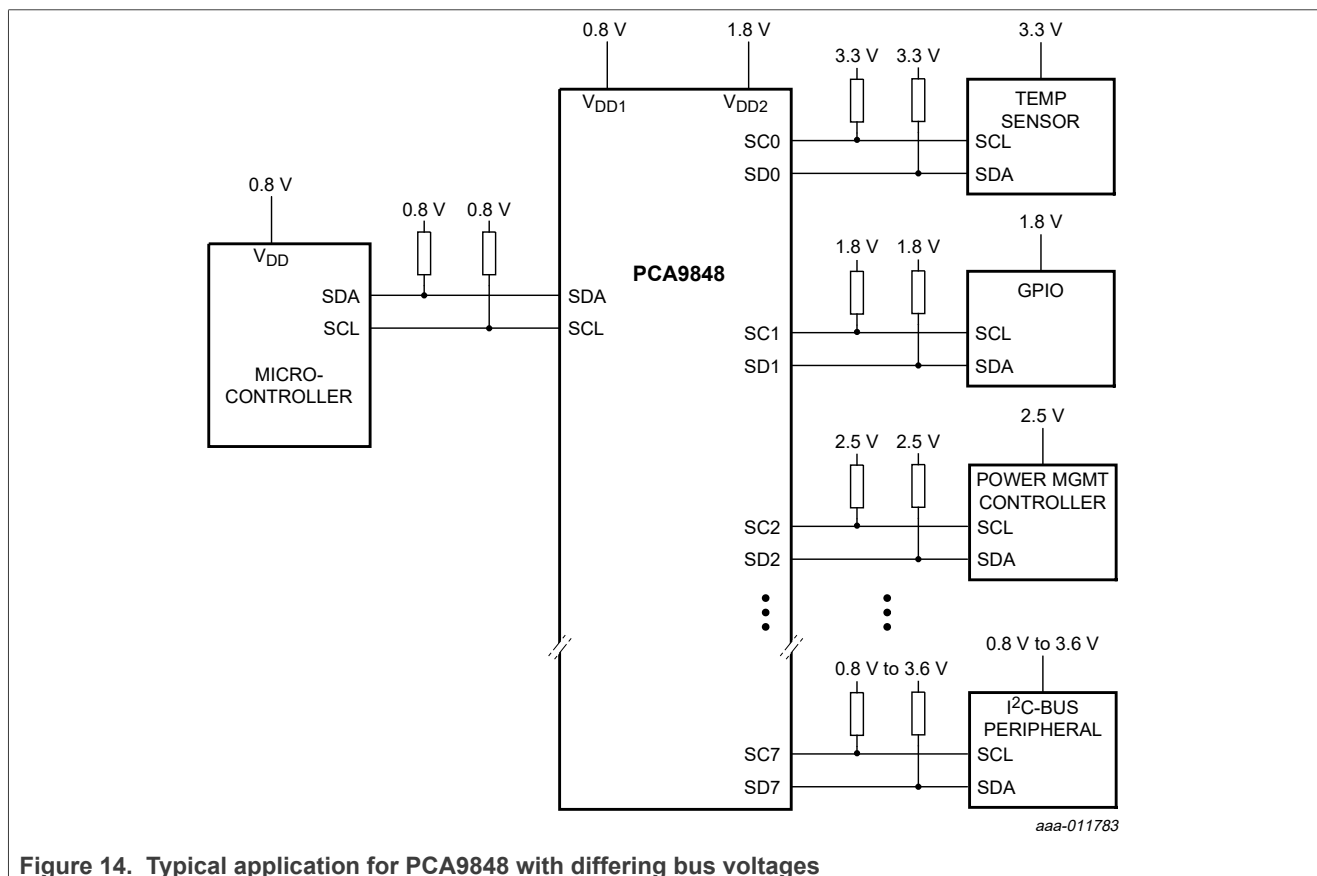 0.8 V
1.8 V
3.3 V
3.3 V 3.3 V
VDD1
VDD2
TEMP
SENSOR
SC0
SCL
SD0
SDA
0.8 V
0.8 V 0.8 V
VDD
SDA
SCL
MICRO-
CONTROLLER
SDA
SCL
PCA9848
1.8 V
1.8 V 1.8 V
GPIO
SC1
SCL
SD1
SDA
2.5 V
2.5 V 2.5 V
POWER MGMT
CONTROLLER
SC2
SCL
SD2
SDA
0.8 V to 3.6 V
0.8 V to 3.6 V
I2C-BUS
PERIPHERAL
SC7
SCL
SD7
SDA
aaa-011783
Figure 14. Typical application for PCA9848 with differing bus voltages